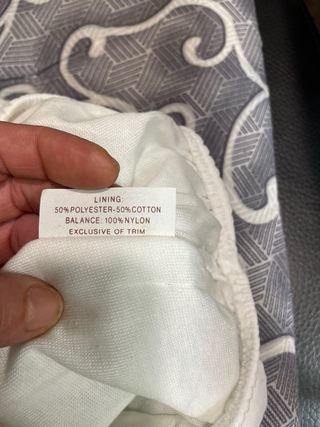 LINING:
50%POLYESTER-50%COTTON
BALANCE: 100%NYLON
EXCLUSIVE OF TRIM